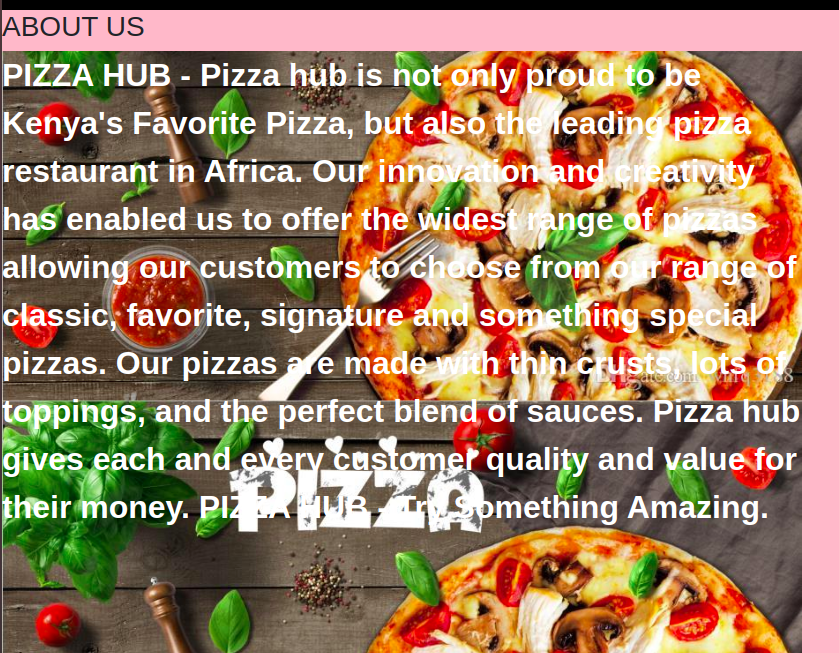 ABOUT US
PIZZA HUB - Pizza hub is not only proud to be
Kenya's Favorite Pizza, but also the leading pizza
restaurant in Africa. Our innovation and creativity
has enabled us to offer the widest range of pizzas
allowing our customers to choose from our range of
classic, favorite, signature and something special
pizzas. Our pizzas are made with thin crusts, lots of
toppings, and the perfect blend of sauces. Pizza hub
gives each and every customer quality and value for
their money. PIZZA HUB - Try Something Amazing.
PIZZA